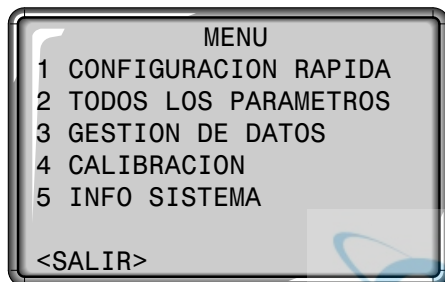 MENU
1 CONFIGURACION RAPIDA
2 TODOS LOS PARAMETROS
3 GESTION DE DATOS
4 CALIBRACION
5 INFO SISTEMA
<SALIR>